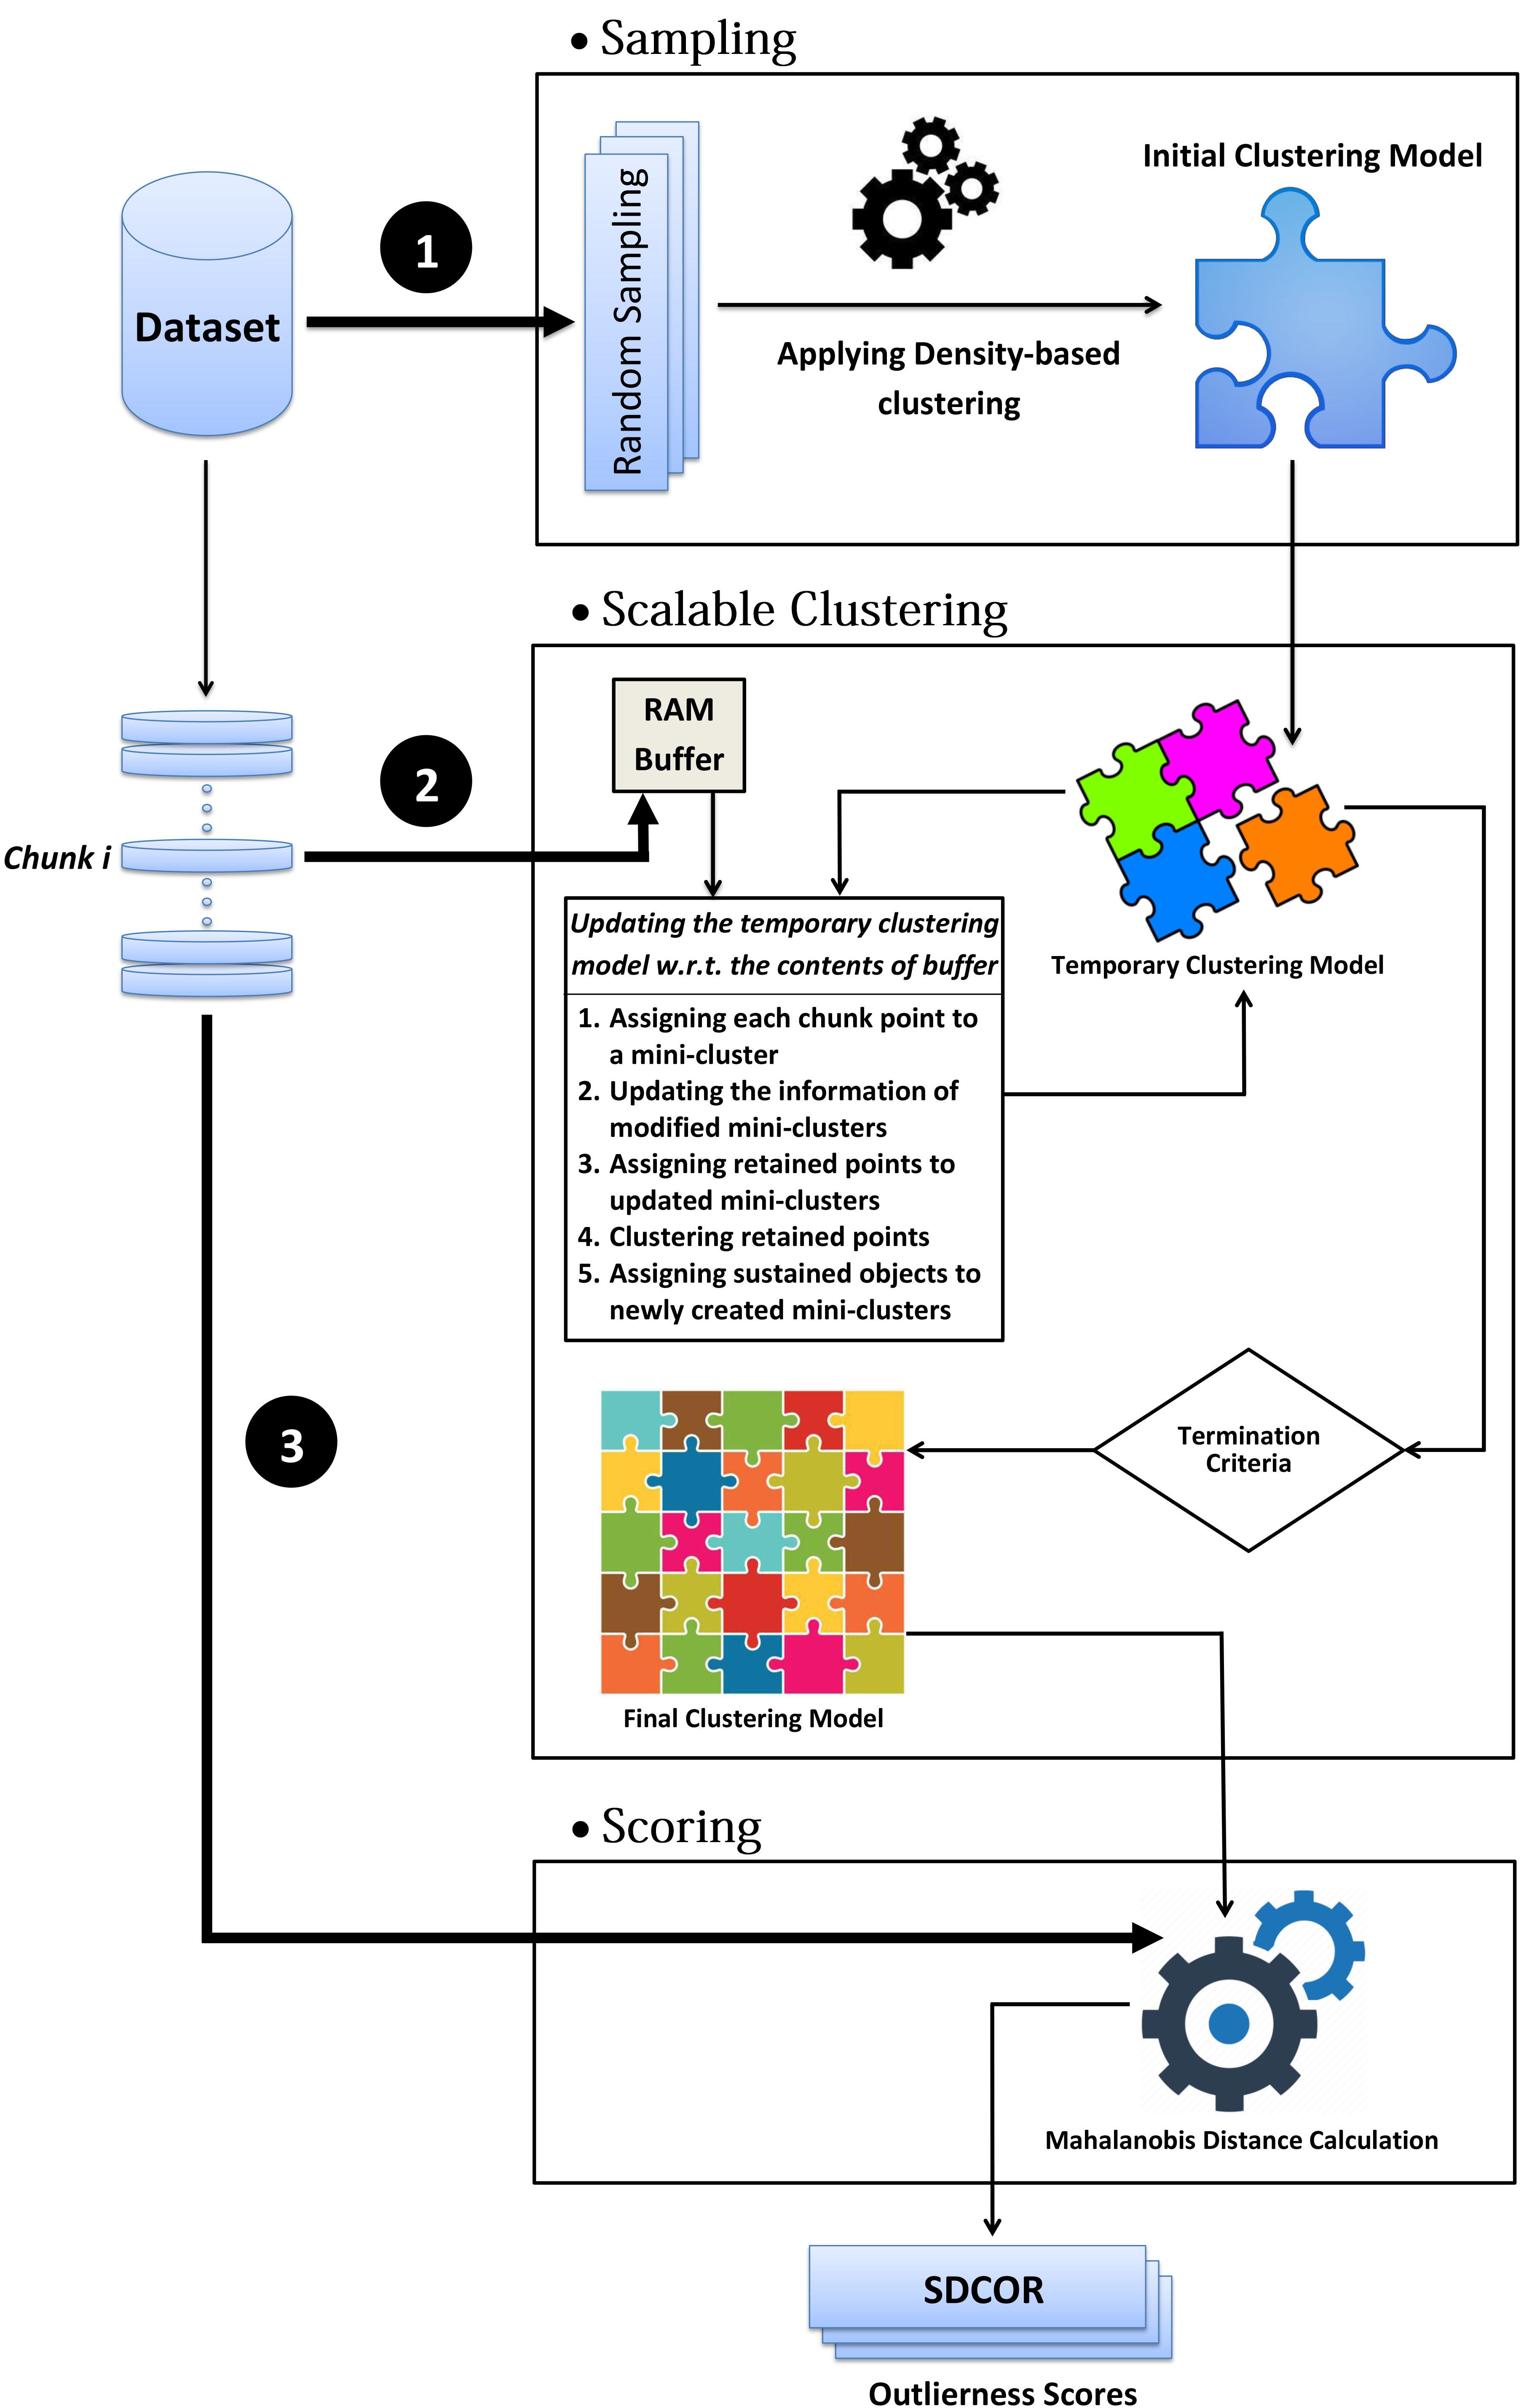 • Sampling
Initial Clustering Model
1
Random Sampling
Dataset
Applying Density-based
clustering
• Scalable Clustering
RAM
Buffer
2
Chunk i
Updating the temporary clustering
model w.r.t. the contents of buffer
Temporary Clustering Model
1. Assigning each chunk point to
a mini-cluster
2. Updating the information of
modified mini-clusters
3. Assigning retained points to
updated mini-clusters
4. Clustering retained points
5. Assigning sustained objects to
newly created mini-clusters
3
Termination
Criteria
Final Clustering Model
• Scoring
Mahalanobis Distance Calculation
SDCOR
Outlierness Scores